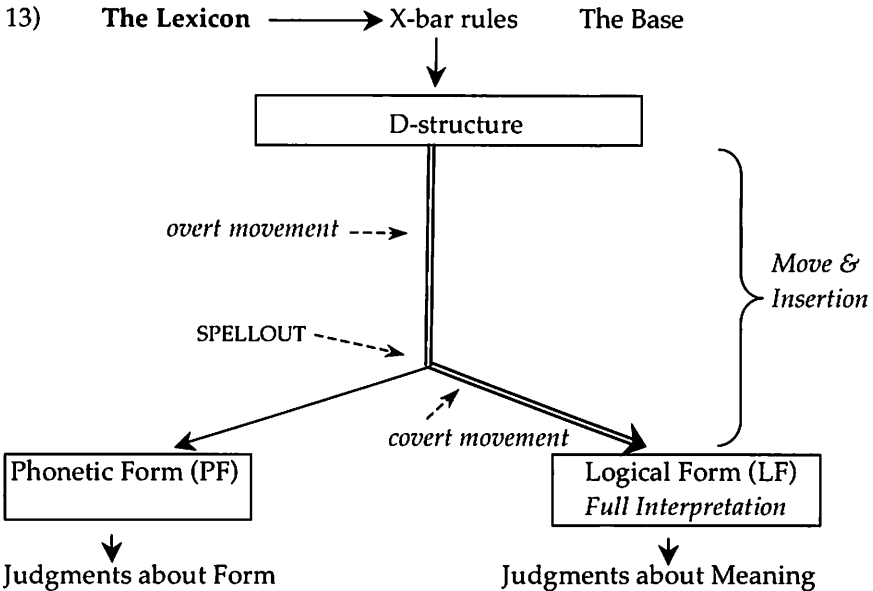 13) The Lexicon X-bar rules The Base
D-structure
overt movement
Move &
Insertion
SPELLOUT
covert movement
Phonetic Form (PF)
Logical Form (LF)
Full Interpretation
Judgments about Form
Judgments about Meaning